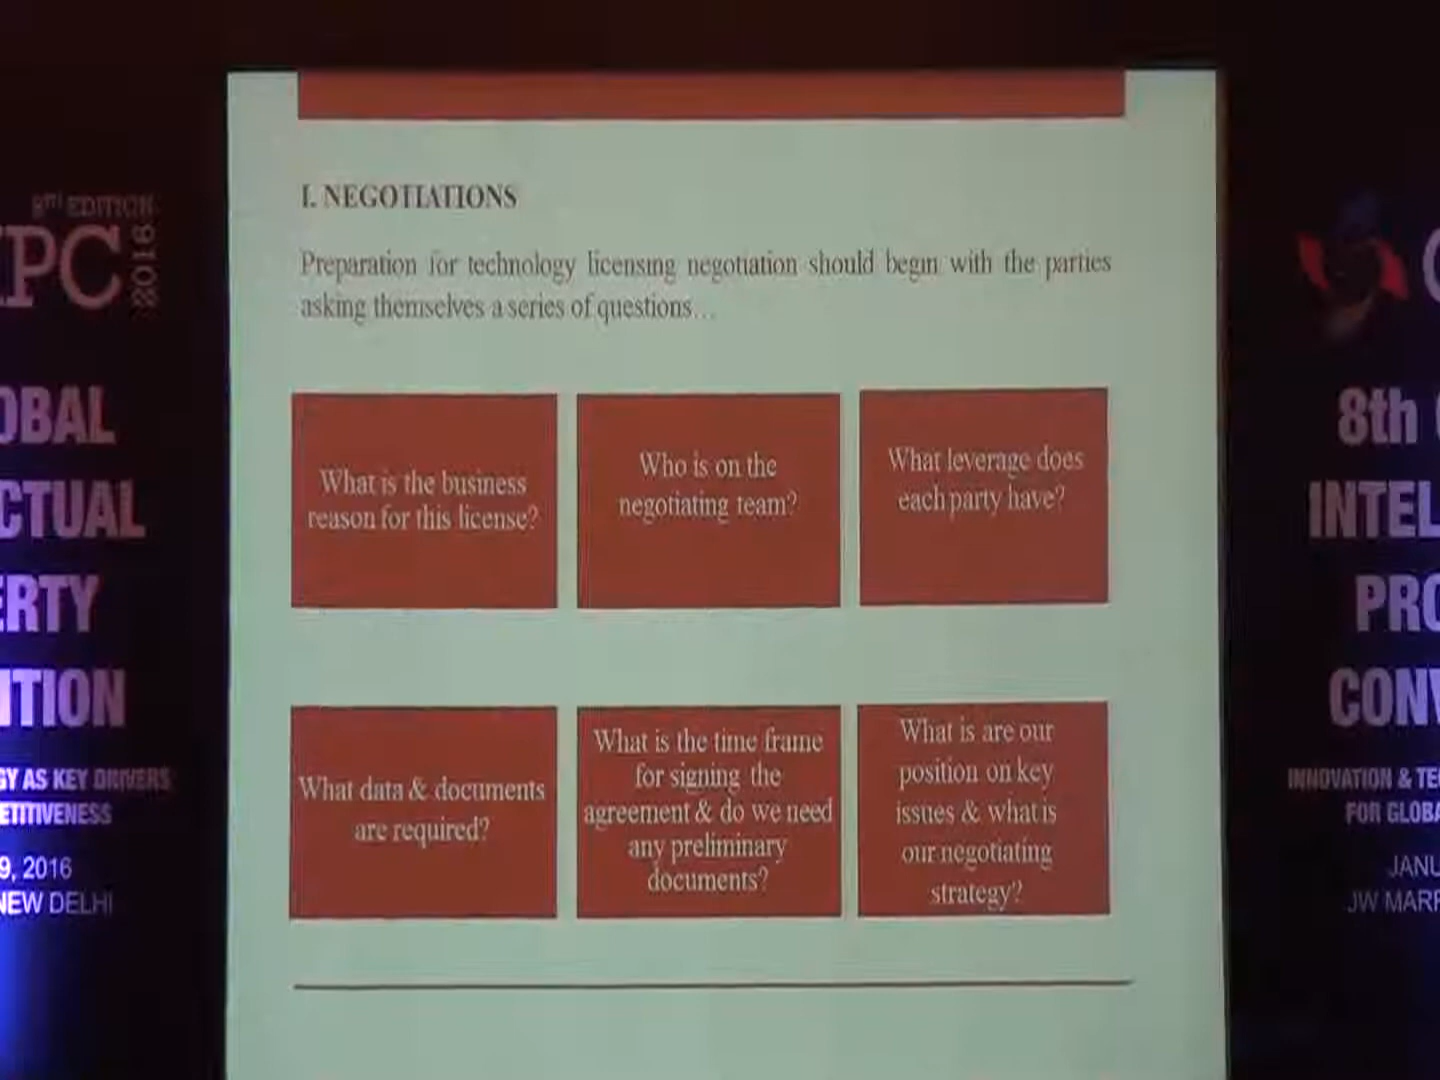 8TH EDITION
IPC
2016
OBAL
CTUAL
ERTY
NTION
GY AS KEY DRIVERS
ETITIVENESS
9, 2016
NEW DELHI
I. NEGOTIATIONS
Preparation for technology licensing negotiation should begin with the parties
asking themselves a series of questions…
What is the business
reason for this license?
Who is on the
negotiating team?
What leverage does
each party have?
What data & documents
are required?
What is the time frame
for signing the
agreement & do we need
any preliminary
documents?
What is are our
position on key
issues & what is
our negotiating
strategy?
8th
INTEL
PRO
CONV
INNOVATION & TEC
FOR GLOBA
JANU
JW MARR